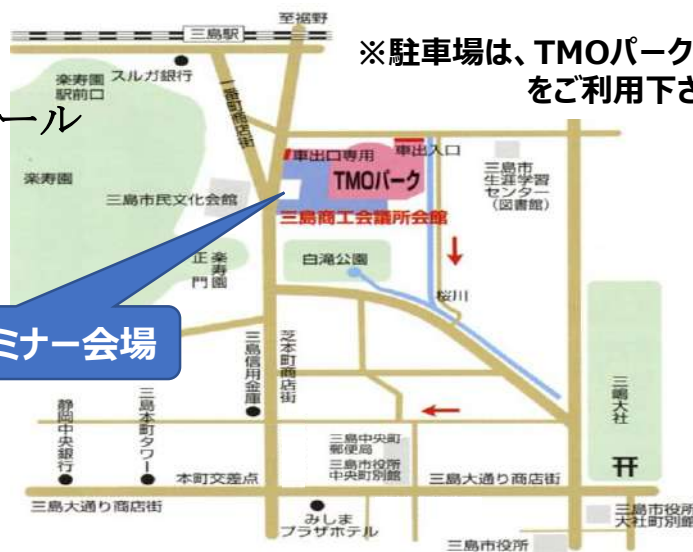 至裾野
三島駅
※駐車場は、TMOパーク
をご利用下さ
スルガ銀行
楽寿園
駅前口
ール
一番町商店街
車出口専用
車出入口
TMOパーク
三島市
生涯学習
センター
(図書館)
楽寿園
三島市民文化会館
三島商工会議所会館
楽寿園
正門
白滝公園
桜川
ミナー会場
三島信用金庫
芝本町商店街
三嶋大社
静岡中央銀行
三島本町タワー
三島中央町
郵便局
三島市役所
中央町別館
本町交差点
三島大通り商店街
三島大通り商店街
みしま
プラザホテル
三島市役所
大社町別館
三島市役所